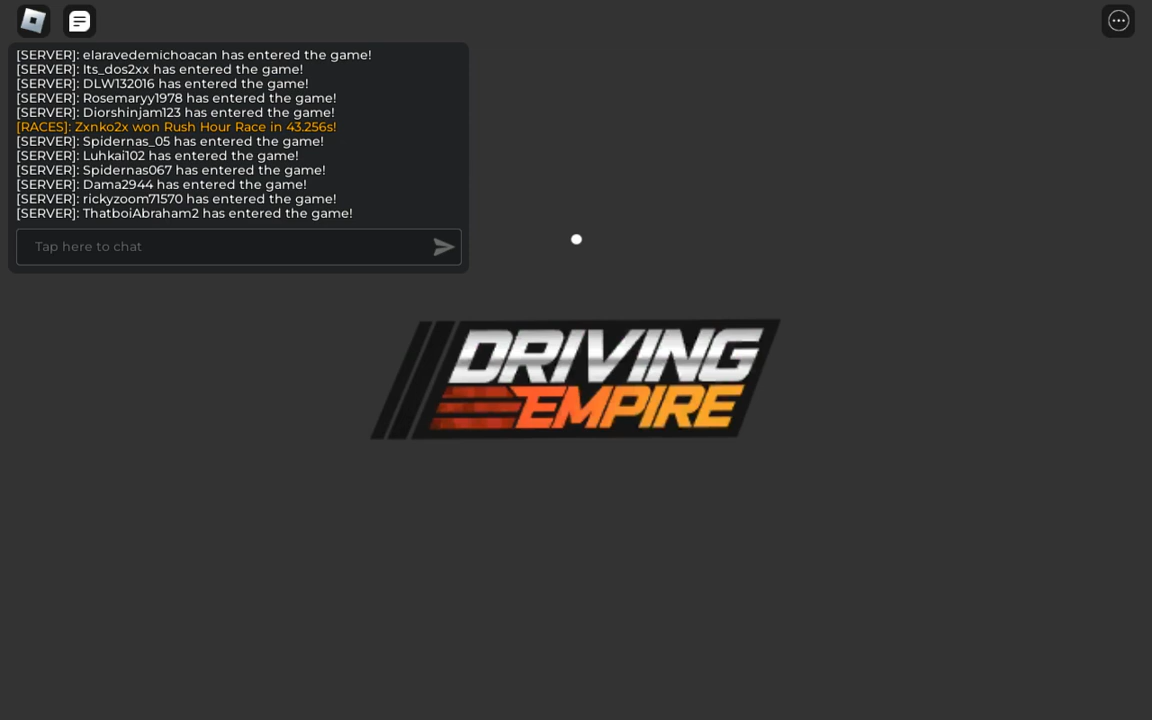 [SERVER]: elaravedemichoacan has entered the game!
[SERVER]: Its_dos2xx has entered the game!
[SERVER]: DLW132016 has entered the game!
[SERVER]: Rosemaryy1978 has entered the game!
[SERVER]: Diorshinjam123 has entered the game!
[RACES]: Zxnko2x won Rush Hour Race in 43.256s!
[SERVER]: Spidernas_05 has entered the game!
[SERVER]: Luhkai102 has entered the game!
[SERVER]: Spidernas067 has entered the game!
[SERVER]: Dama2944 has entered the game!
[SERVER]: rickyzoom71570 has entered the game!
[SERVER]: ThatboiAbraham2 has entered the game!
Tap here to chat
DRIVING
EMPIRE